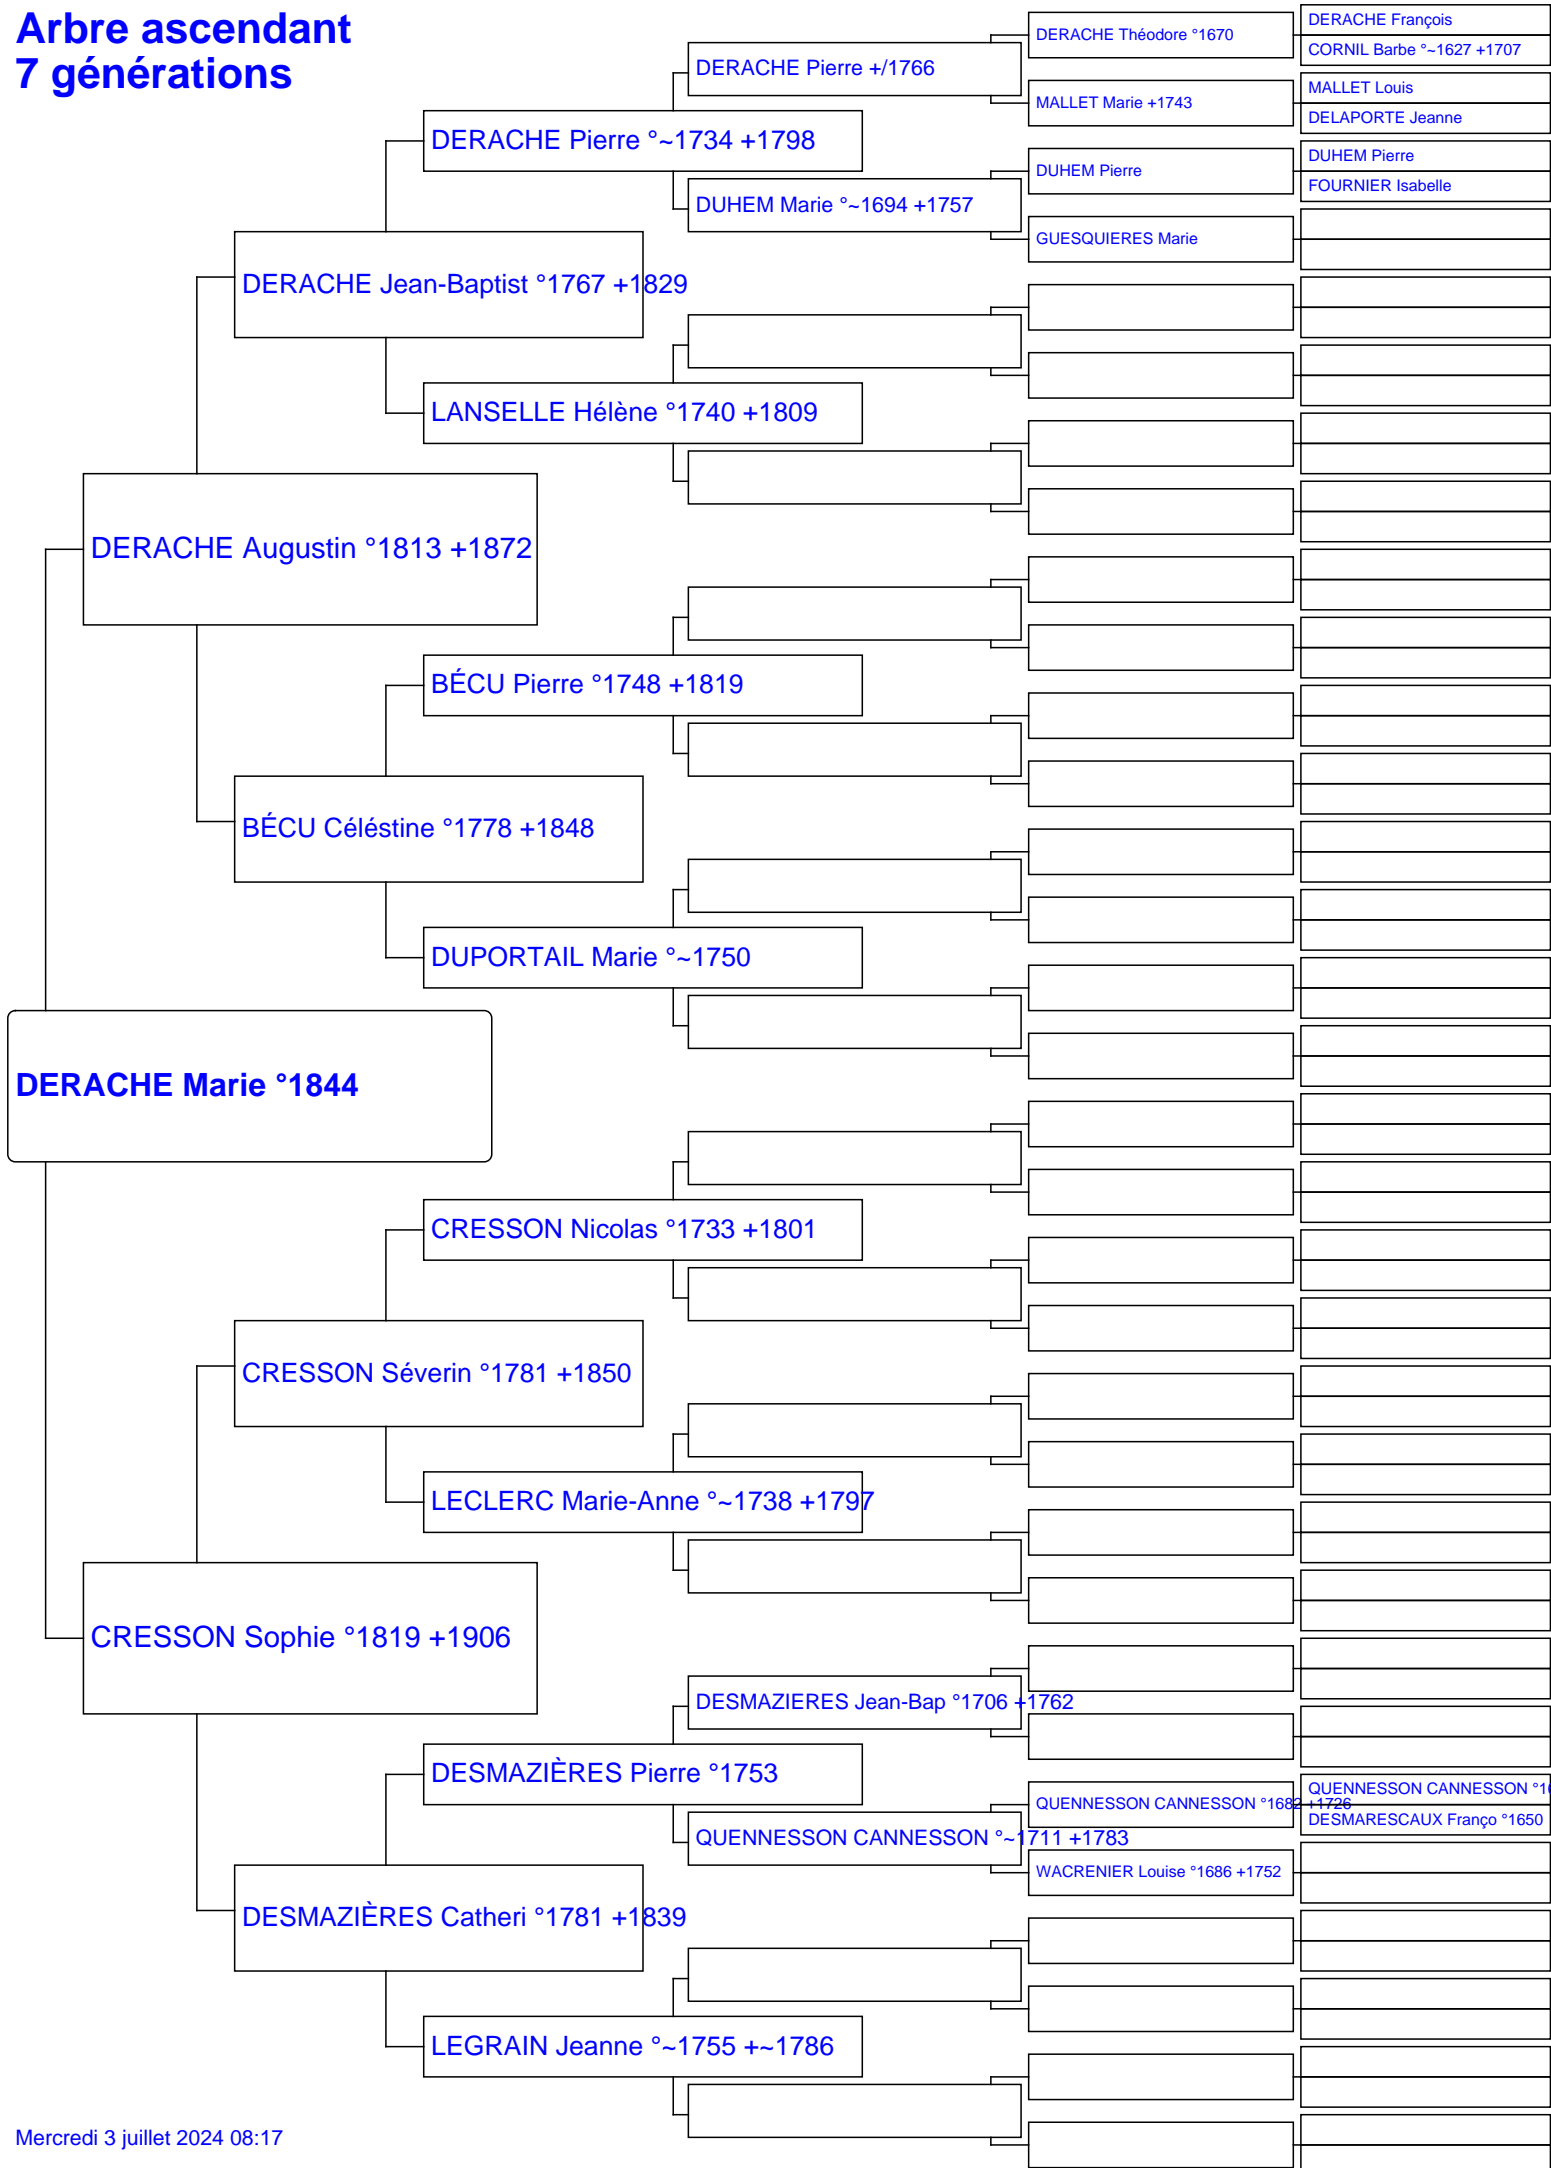 Arbre ascendant
7 générations
DERACHE Théodore °1670
DERACHE François
CORNIL Barbe °~1627 +1707
DERACHE Pierre +/1766
MALLET Marie +1743
MALLET Louis
DELAPORTE Jeanne
DERACHE Pierre °~1734 +1798
DUHEM Pierre
DUHEM Pierre
FOURNIER Isabelle
DUHEM Marie °~1694 +1757
GUESQUIERES Marie
DERACHE Jean-Baptist °1767 +1829
LANSELLE Hélène °1740 +1809
DERACHE Augustin °1813 +1872
BÉCU Pierre °1748 +1819
BÉCU Céléstine °1778 +1848
DUPORTAIL Marie °~1750
DERACHE Marie °1844
CRESSON Nicolas °1733 +1801
CRESSON Séverin °1781 +1850
LECLERC Marie-Anne °~1738 +1797
CRESSON Sophie °1819 +1906
DESMAZIERES Jean-Bap °1706 +1762
DESMAZIÈRES Pierre °1753
QUENNESSON CANNESSON °1682 +1726
QUENNESSON CANNESSON
DESMARESCAUX Franço °1650
QUENNESSON CANNESSON °~1711 +1783
WACRENIER Louise °1686 +1752
DESMAZIÈRES Catheri °1781 +1839
LEGRAIN Jeanne °~1755 +~1786
Mercredi 3 juillet 2024 08:17